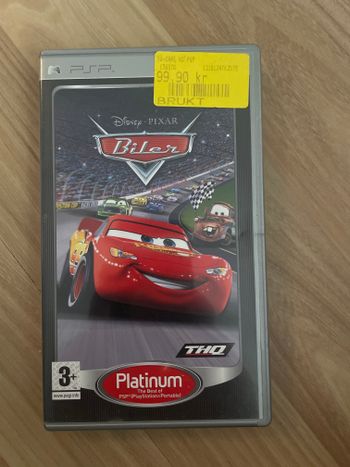 PSP
99,90 kr
BRUKT
Disney · PIXAR
Biler
THQ
3+
www.pegi.info
Platinum
The Best of
PSP® (PlayStation®Portable)